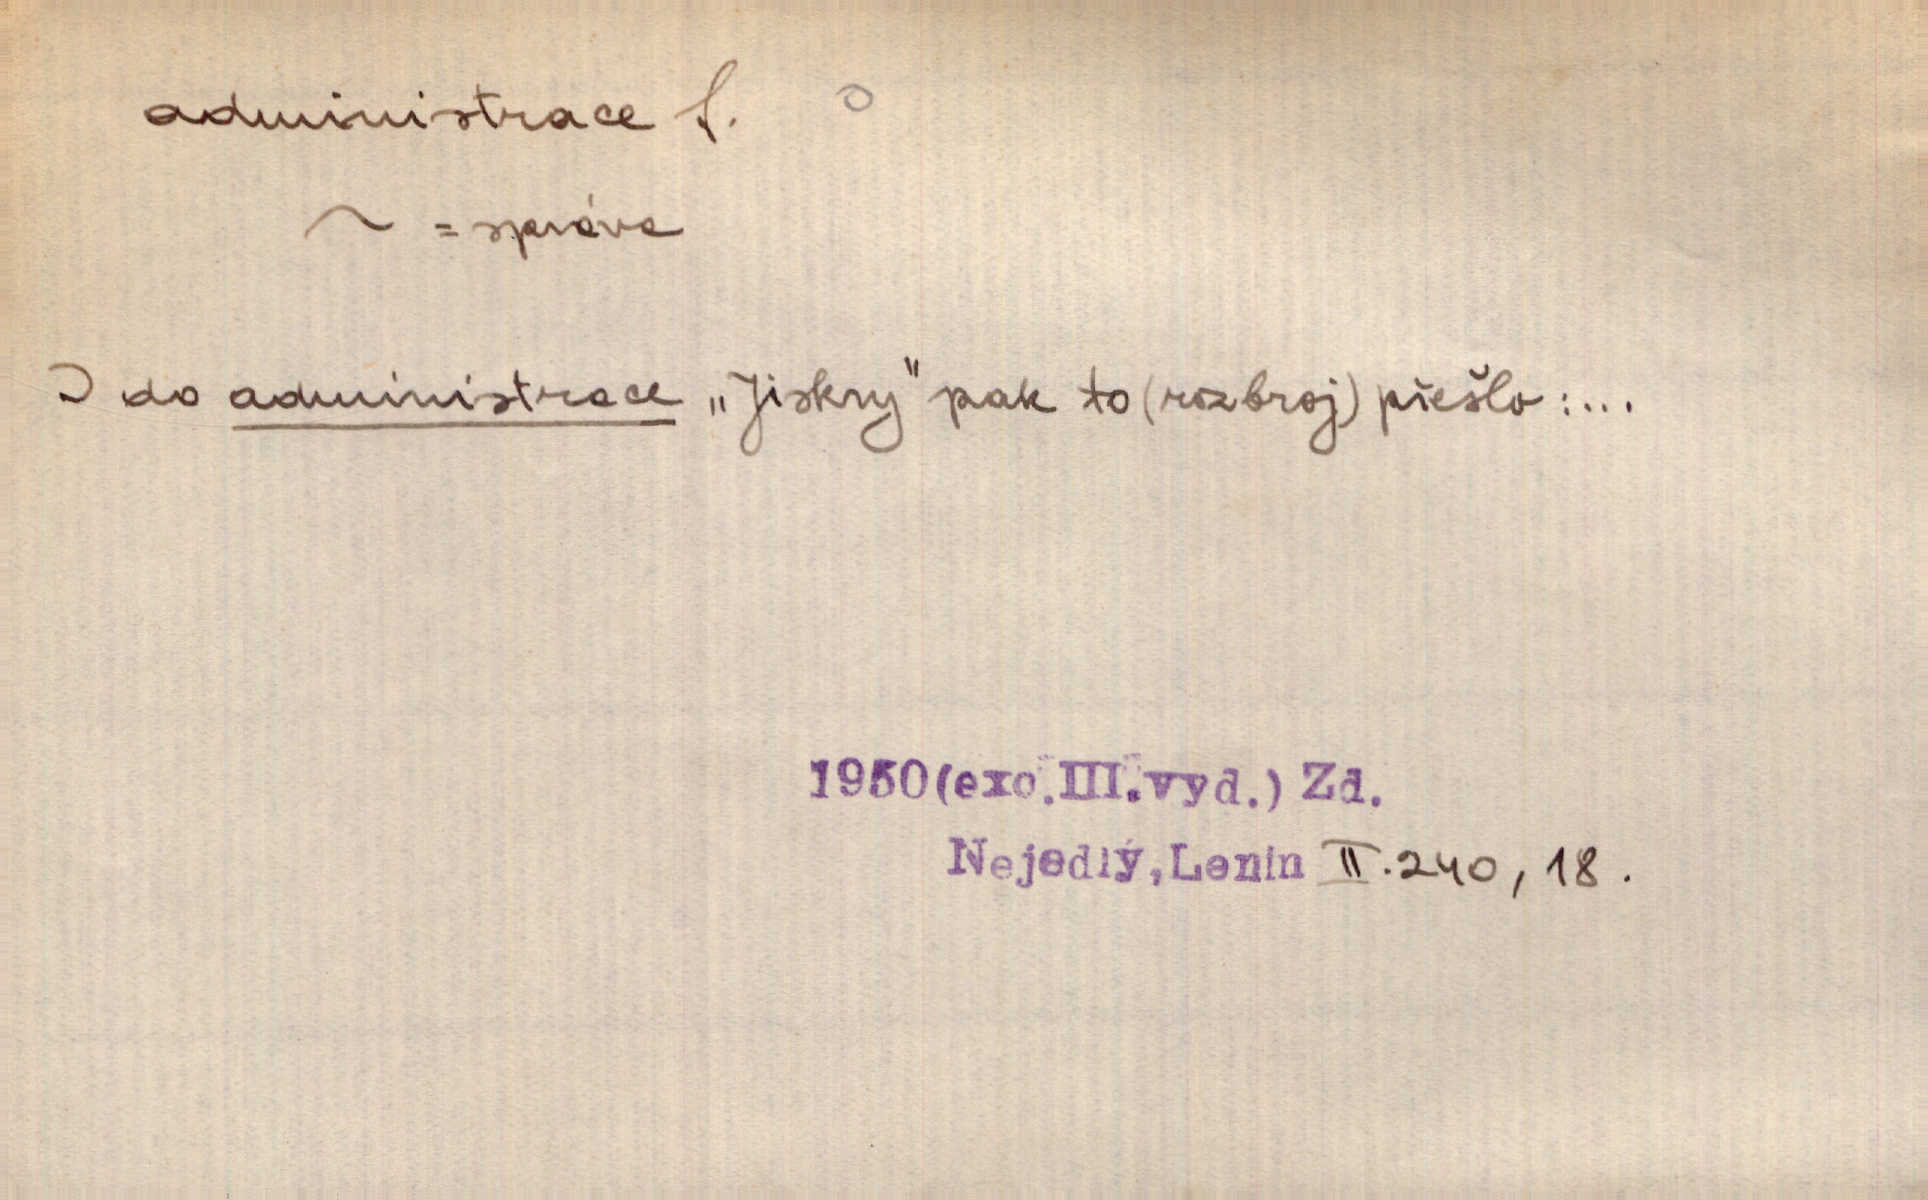 administrace f.
~ = správa
I do administrace „Jiskry" pak to (rozbroj) přešlo:...
1950(exc.III.vyd.) Zd.
Nejedlý, Lenin II.240, 18.